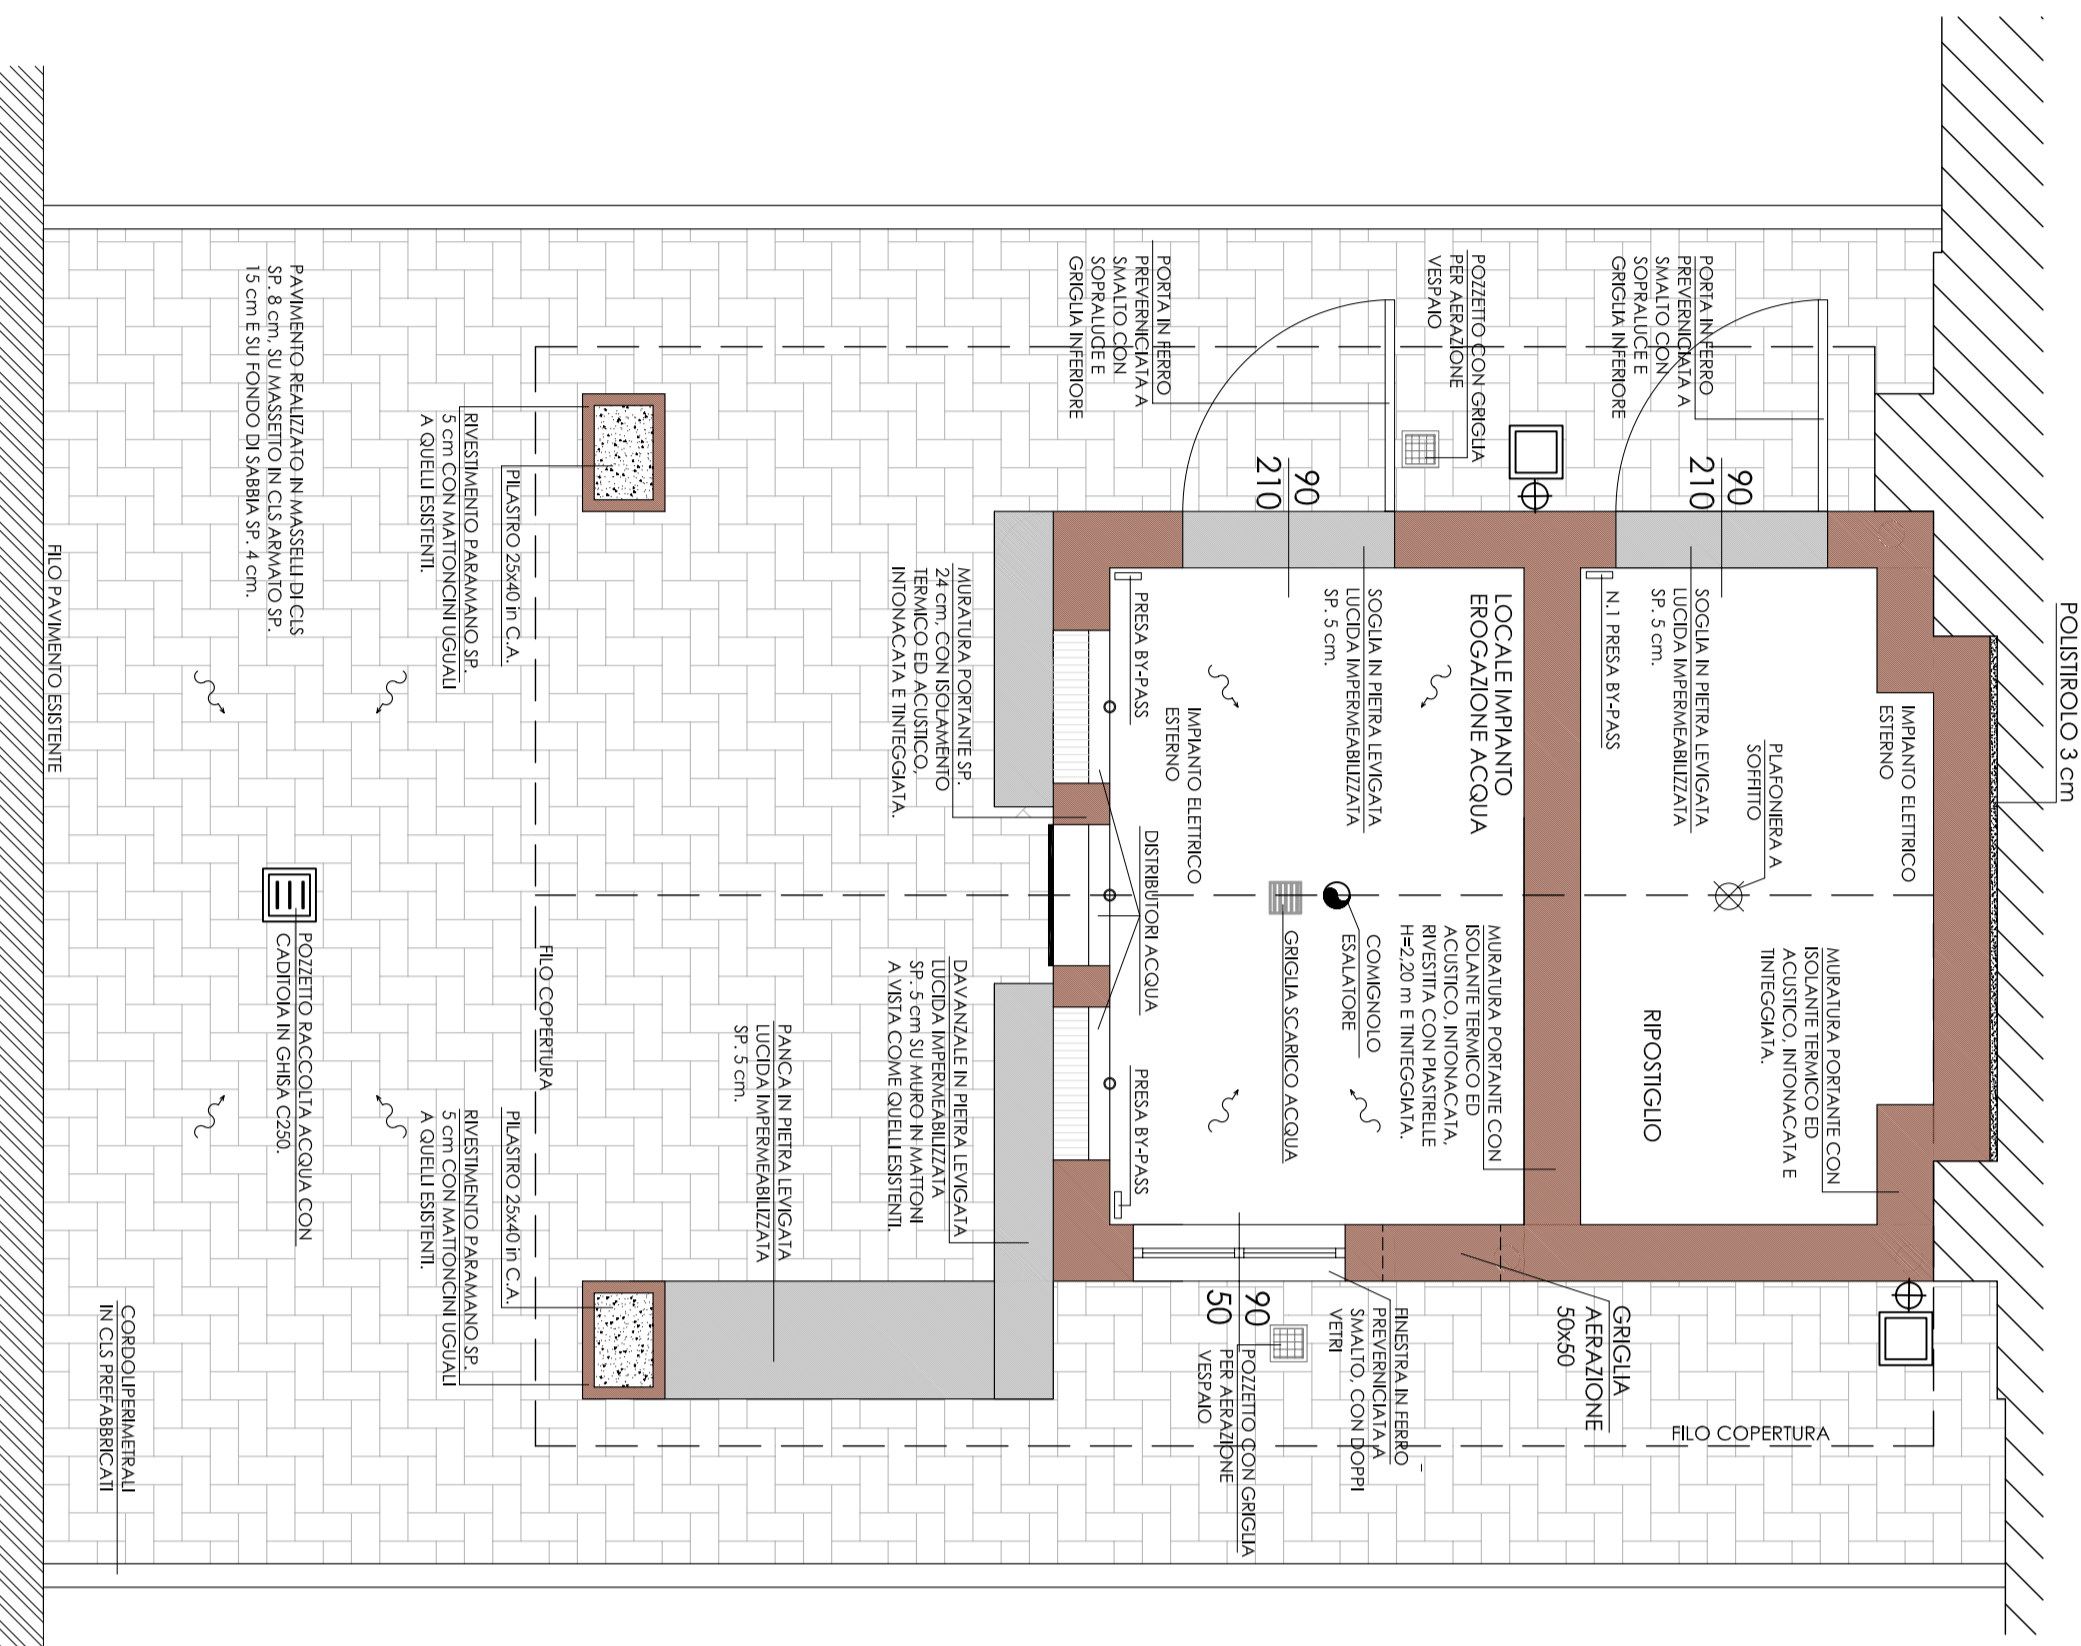 POLISTIROLO 3 cm
PORTA IN FERRO
PREVERNICIATA A
SMALTO CON
SOPRALUCE E
GRIGLIA INFERIORE
90
210
SOGLIA IN PIETRA LEVIGATA
LUCIDA IMPERMEABILIZZATA
SP. 5 cm.
N.1 PRESA BY-PASS
IMPIANTO ELETTRICO
ESTERNO
PLAFONIERA A
SOFFITTO
MURATURA PORTANTE CON
ISOLANTE TERMICO ED
ACUSTICO, INTONACATA E
TINTEGGIATA.
RIPOSTIGLIO
FILO COPERTURA
GRIGLIA
AERAZIONE
50x50
POZZETTO CON GRIGLIA
PER AERAZIONE
VESPAIO
LOCALE IMPIANTO
EROGAZIONE ACQUA
MURATURA PORTANTE CON
ISOLANTE TERMICO ED
ACUSTICO, INTONACATA,
RIVESTITA CON PIASTRELLE
H=2,20 m E TINTEGGIATA.
PORTA IN FERRO
PREVERNICIATA A
SMALTO CON
SOPRALUCE E
GRIGLIA INFERIORE
90
210
SOGLIA IN PIETRA LEVIGATA
LUCIDA IMPERMEABILIZZATA
SP. 5 cm.
COMIGNOLO
ESALATORE
GRIGLIA SCARICO ACQUA
FINESTRA IN FERRO
PREVERNICIATA A
SMALTO, CON DOPPI
VETRI
90
50
POZZETTO CON GRIGLIA
PER AERAZIONE
VESPAIO
IMPIANTO ELETTRICO
ESTERNO
PRESA BY-PASS
DISTRIBUTORI ACQUA
PRESA BY-PASS
MURATURA PORTANTE SP.
24 cm, CON ISOLAMENTO
TERMICO ED ACUSTICO,
INTONACATA E TINTEGGIATA.
DAVANZALE IN PIETRA LEVIGATA
LUCIDA IMPERMEABILIZZATA
SP. 5 cm SU MURO IN MATTONI
A VISTA COME QUELLI ESISTENTI.
PANCA IN PIETRA LEVIGATA
LUCIDA IMPERMEABILIZZATA
SP. 5 cm.
FILO COPERTURA
PILASTRO 25x40 in C.A.
RIVESTIMENTO PARAMANO SP.
5 cm CON MATTONCINI UGUALI
A QUELLI ESISTENTI.
PILASTRO 25x40 in C.A.
RIVESTIMENTO PARAMANO SP.
5 cm CON MATTONCINI UGUALI
A QUELLI ESISTENTI.
PAVIMENTO REALIZZATO IN MASSELLI DI CLS
SP. 8 cm, SU MASSETTO IN CLS ARMATO SP.
15 cm E SU FONDO DI SABBIA SP. 4 cm.
POZZETTO RACCOLTA ACQUA CON
CADITOIA IN GHISA C250.
CORDOLI PERIMETRALI
IN CLS PREFABBRICATI
FILO PAVIMENTO ESISTENTE